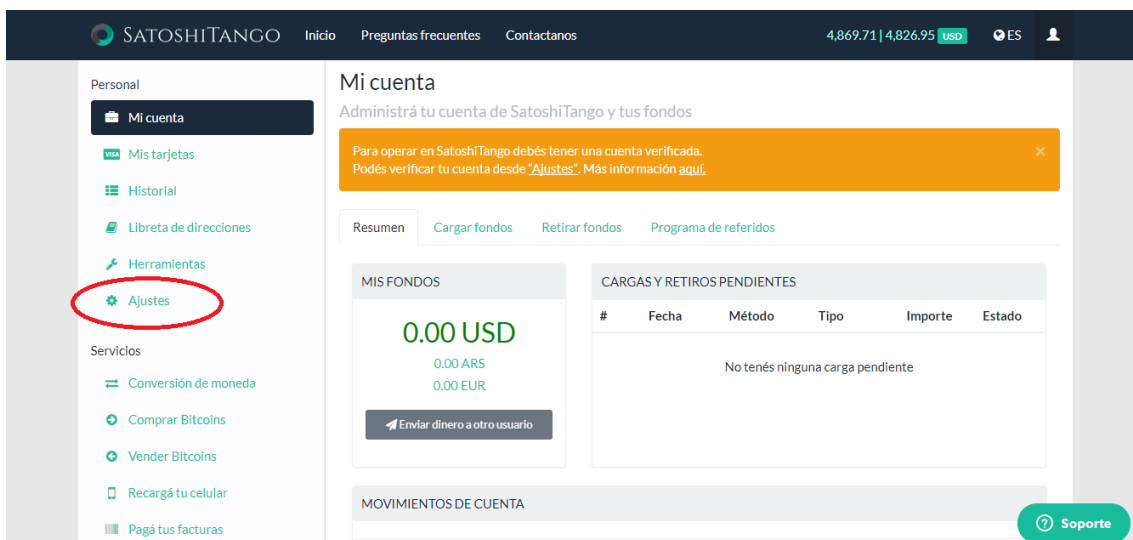 SATOSHITANGO Inicio Preguntas frecuentes Contactanos 4,869.71 | 4,826.95 USD ES
Personal
Mi cuenta
VISA Mis tarjetas
Historial
Libreta de direcciones
Herramientas
Ajustes
Servicios
Conversión de moneda
Comprar Bitcoins
Vender Bitcoins
Recargá tu celular
Pagá tus facturas
Mi cuenta
Administrá tu cuenta de SatoshiTango y tus fondos
Para operar en SatoshiTango debés tener una cuenta verificada. ×
Podés verificar tu cuenta desde "Ajustes". Más información aquí.
Resumen Cargar fondos Retirar fondos Programa de referidos
MIS FONDOS
0.00 USD
0.00 ARS
0.00 EUR
Enviar dinero a otro usuario
CARGAS Y RETIROS PENDIENTES
# Fecha Método Tipo Importe Estado
No tenés ninguna carga pendiente
MOVIMIENTOS DE CUENTA
? Soporte